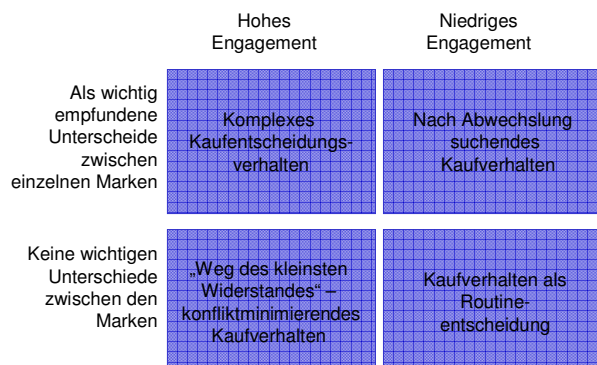 Hohes
Engagement
Niedriges
Engagement
Als wichtig
empfundene
Unterscheide
zwischen
einzelnen Marken
Komplexes
Kaufentscheidungs-
verhalten
Nach Abwechslung
suchendes
Kaufverhalten
Keine wichtigen
Unterschiede
zwischen den
Marken
„Weg des kleinsten
Widerstandes“ –
konfliktminimierendes
Kaufverhalten
Kaufverhalten als
Routine-
entscheidung